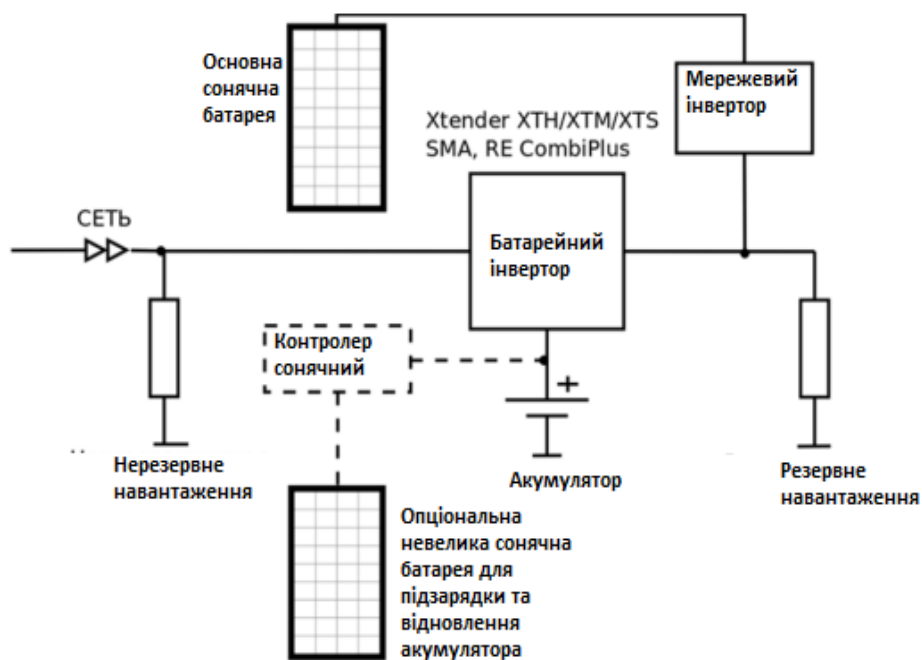 Основна
сонячна
батарея
Мережевий
інвертор
Xtender XTH/XTM/XTS
SMA, RE CombiPlus
СЕТЬ
Батарейний
інвертор
Контролер
сонячний
+
Нерезервне
навантаження
Акумулятор
Резервне
навантаження
Опціональна
невелика сонячна
батарея для
підзарядки та
відновлення
акумулятора